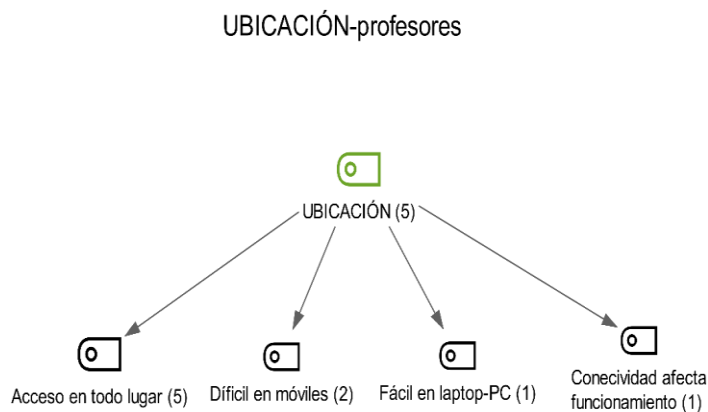 UBICACIÓN-profesores
UBICACIÓN (5)
Acceso en todo lugar (5)
Díficil en móviles (2)
Fácil en laptop-PC (1)
Conecividad afecta
funcionamiento (1)